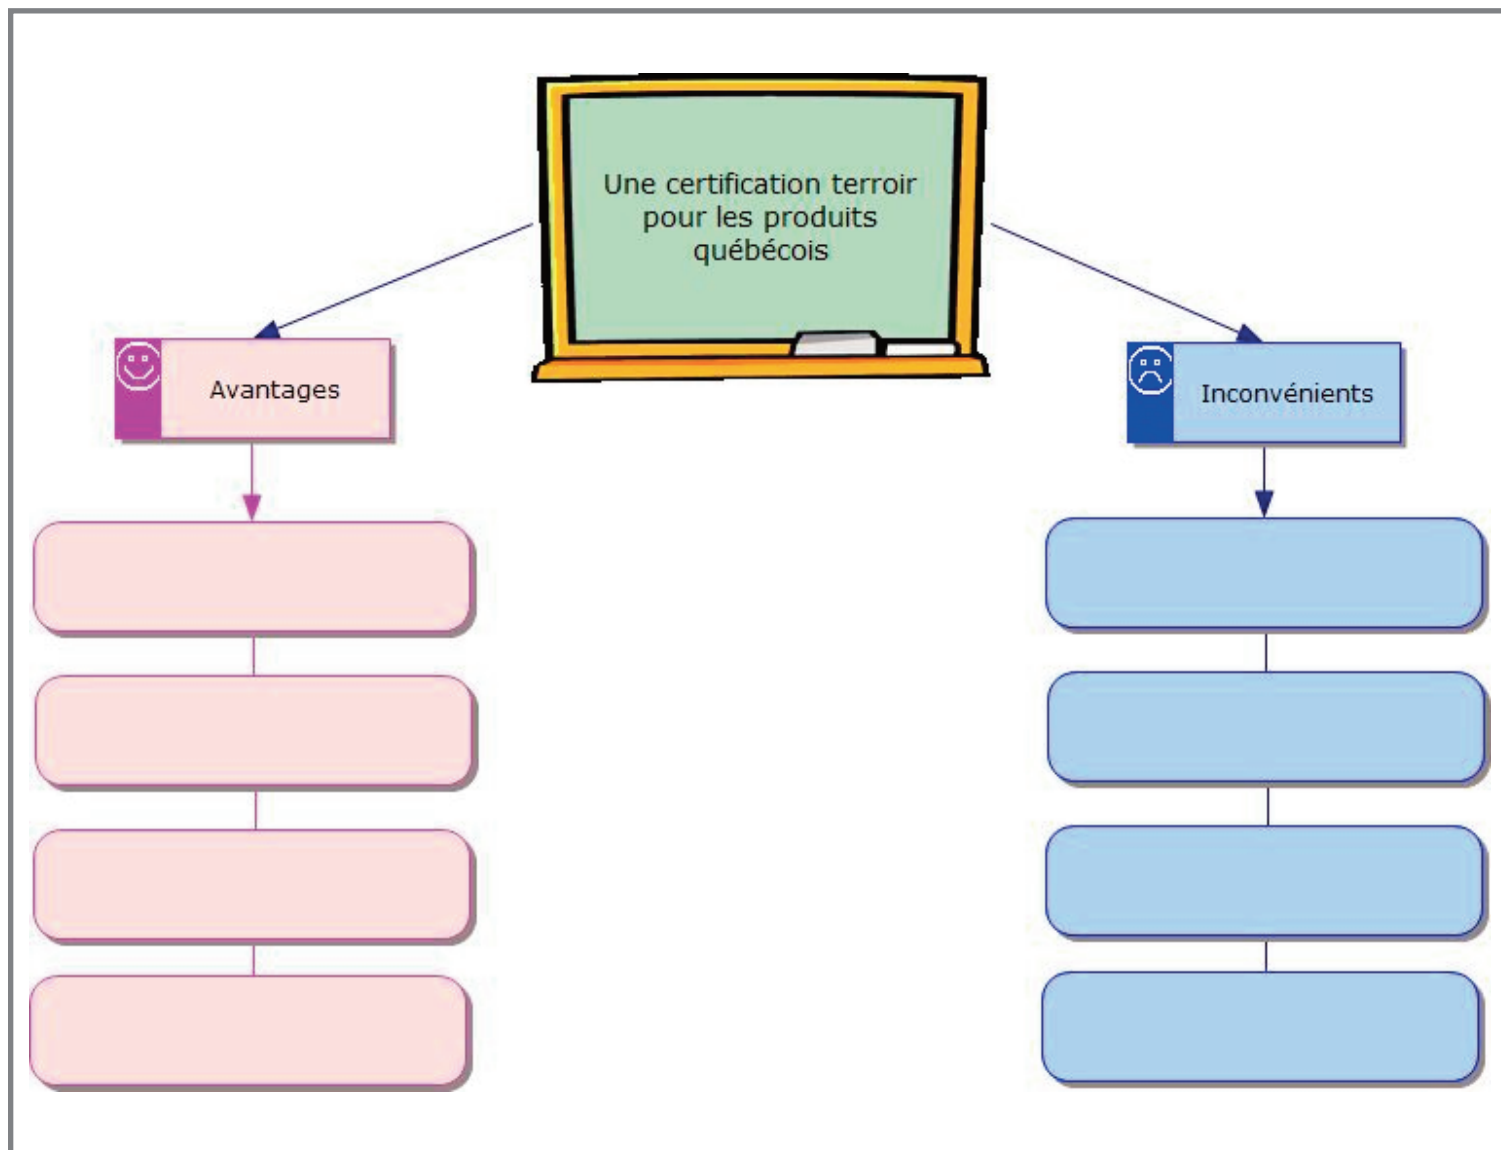 Une certification terroir
pour les produits
québécois
Avantages
Inconvénients